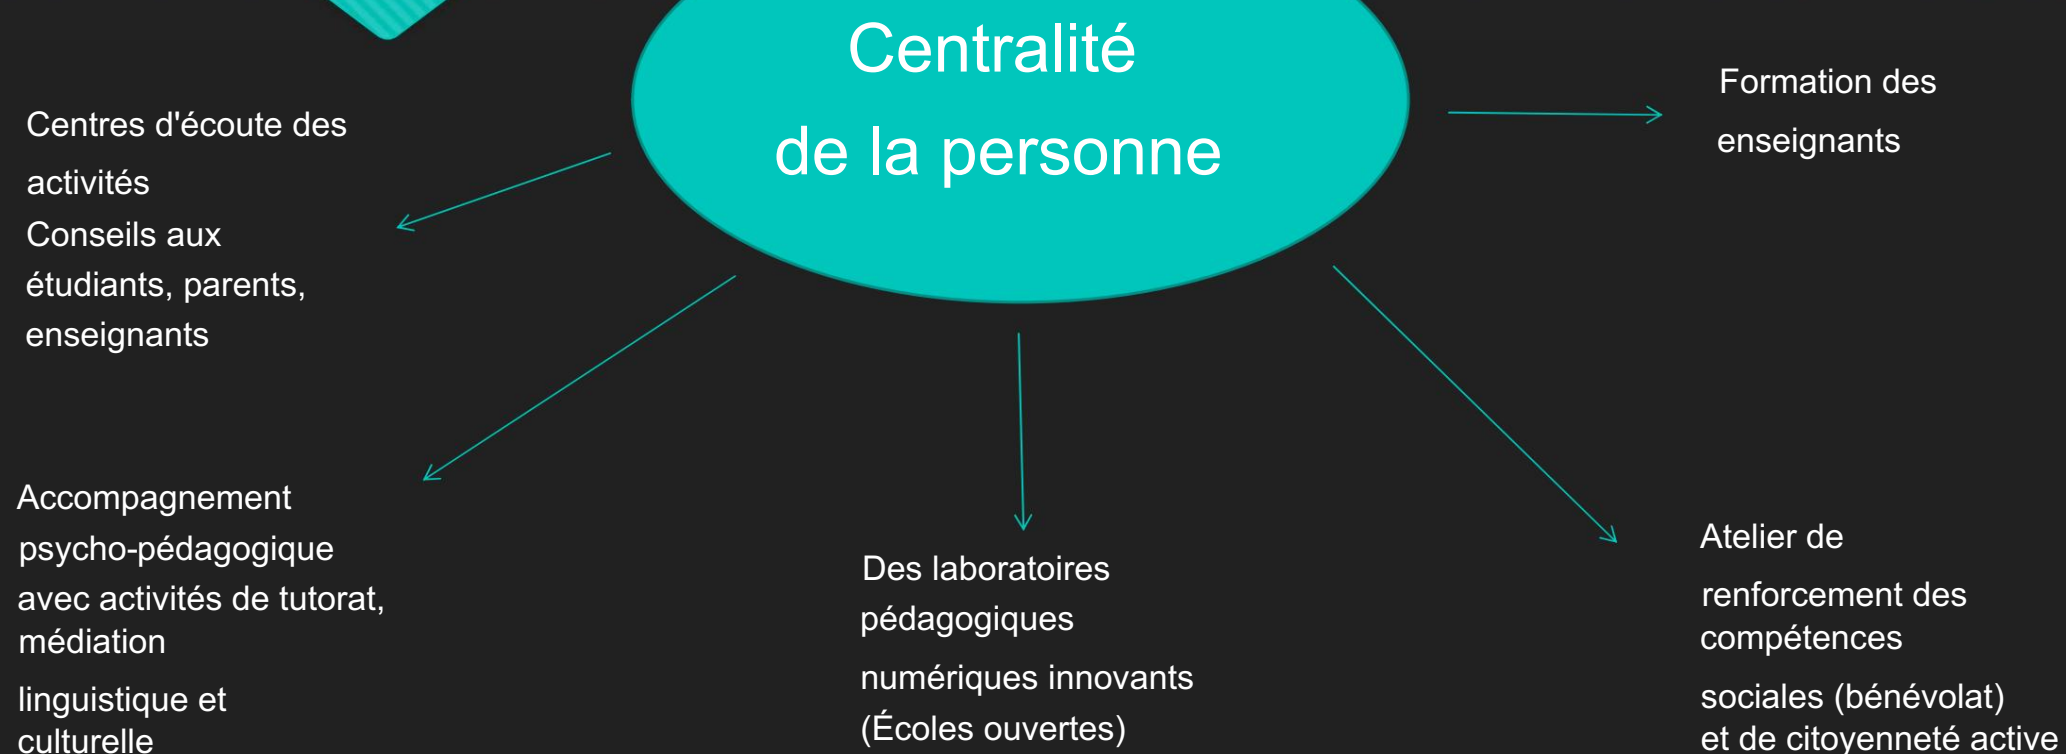 Centralité
de la personne
Centres d'écoute des
activités
Conseils aux
étudiants, parents,
enseignants
Formation des
enseignants
Accompagnement
psycho-pédagogique
avec activités de tutorat,
médiation
linguistique et
culturelle
Des laboratoires
pédagogiques
numériques innovants
(Écoles ouvertes)
Atelier de
renforcement des
compétences
sociales (bénévolat)
et de citoyenneté active